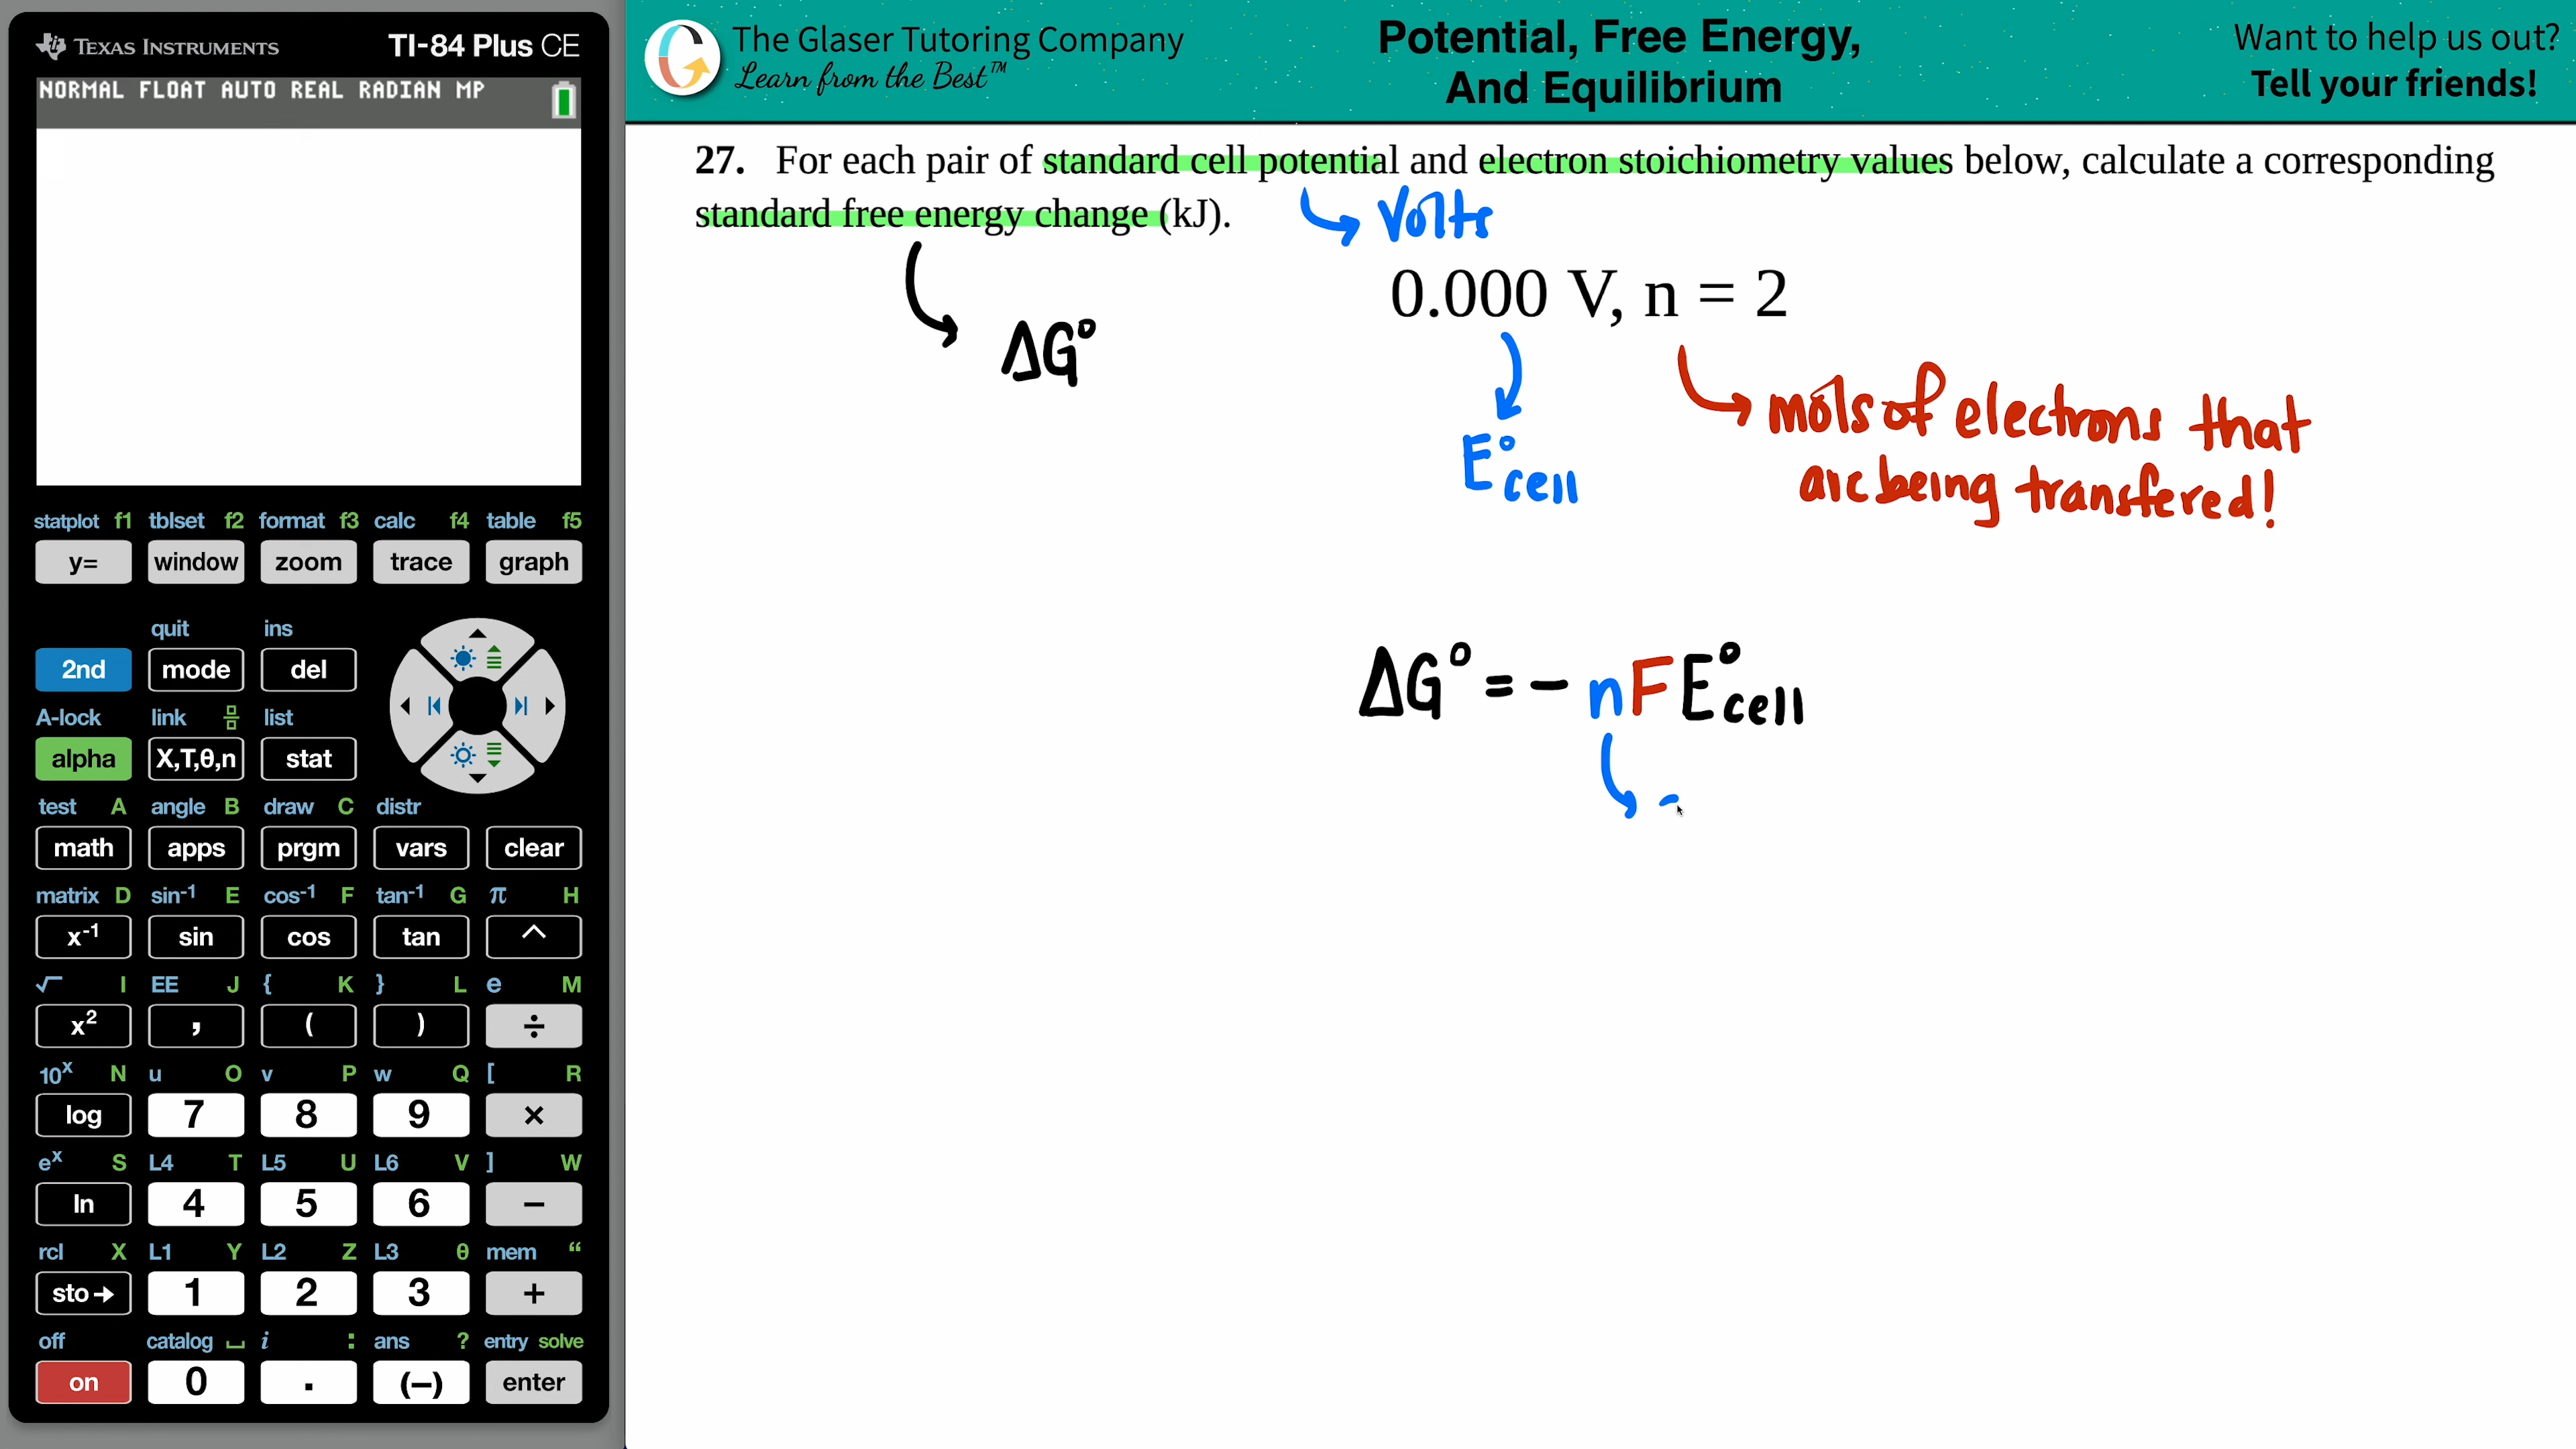 TEXAS INSTRUMENTS TI-84 Plus CE
NORMAL FLOAT AUTO REAL RADIAN MP
statplot f1 tblset f2 format f3 calc f4 table f5
y= window zoom trace graph
quit ins
2nd mode del
A-lock link list
alpha X,T,θ,n stat
test A angle B draw C distr
math apps prgm vars clear
matrix D sin⁻¹ E cos⁻¹ F tan⁻¹ G π H
x⁻¹ sin cos tan ^
√ I EE J { K } L e M
x² , ( ) ÷
10ˣ N u O v P w Q [ R
log 7 8 9 ×
eˣ S L4 T L5 U L6 V ] W
ln 4 5 6 −
rcl X L1 Y L2 Z L3 θ mem “
sto→ 1 2 3 +
off catalog ⎵ i : ans ? entry solve
on 0 . (−) enter
The Glaser Tutoring Company
Learn from the Best™
Potential, Free Energy,
And Equilibrium
Want to help us out?
Tell your friends!
27. For each pair of standard cell potential and electron stoichiometry values below, calculate a corresponding
standard free energy change (kJ).
Volts
0.000 V, n = 2
ΔG°
E°cell
mols of electrons that
are being transfered!
ΔG° = - nFE°cell